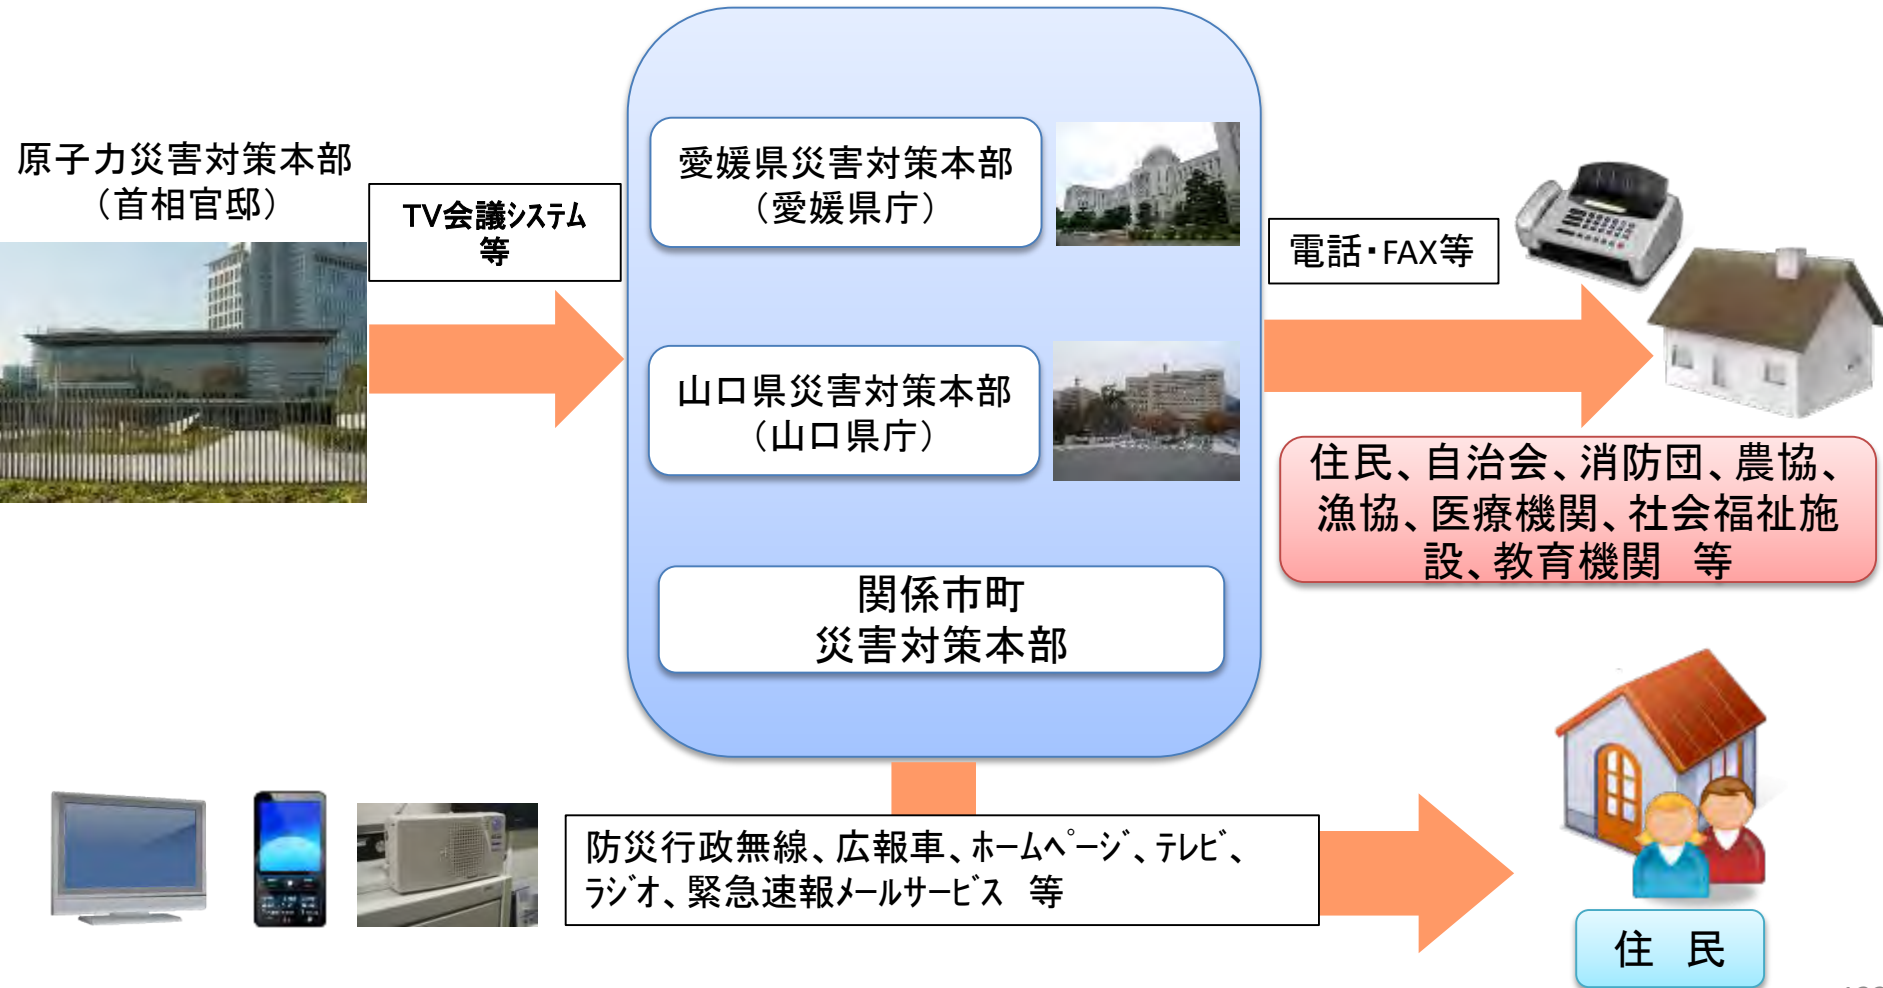 原子力災害対策本部
（首相官邸）
TV会議システム
等
愛媛県災害対策本部
（愛媛県庁）
山口県災害対策本部
（山口県庁）
関係市町
災害対策本部
電話・FAX等
住民、自治会、消防団、農協、
漁協、医療機関、社会福祉施
設、教育機関　等
防災行政無線、広報車、ﾎｰﾑﾍﾟｰｼﾞ、ﾃﾚﾋﾞ、
ﾗｼﾞｵ、緊急速報ﾒｰﾙｻｰﾋﾞｽ　等
住　民